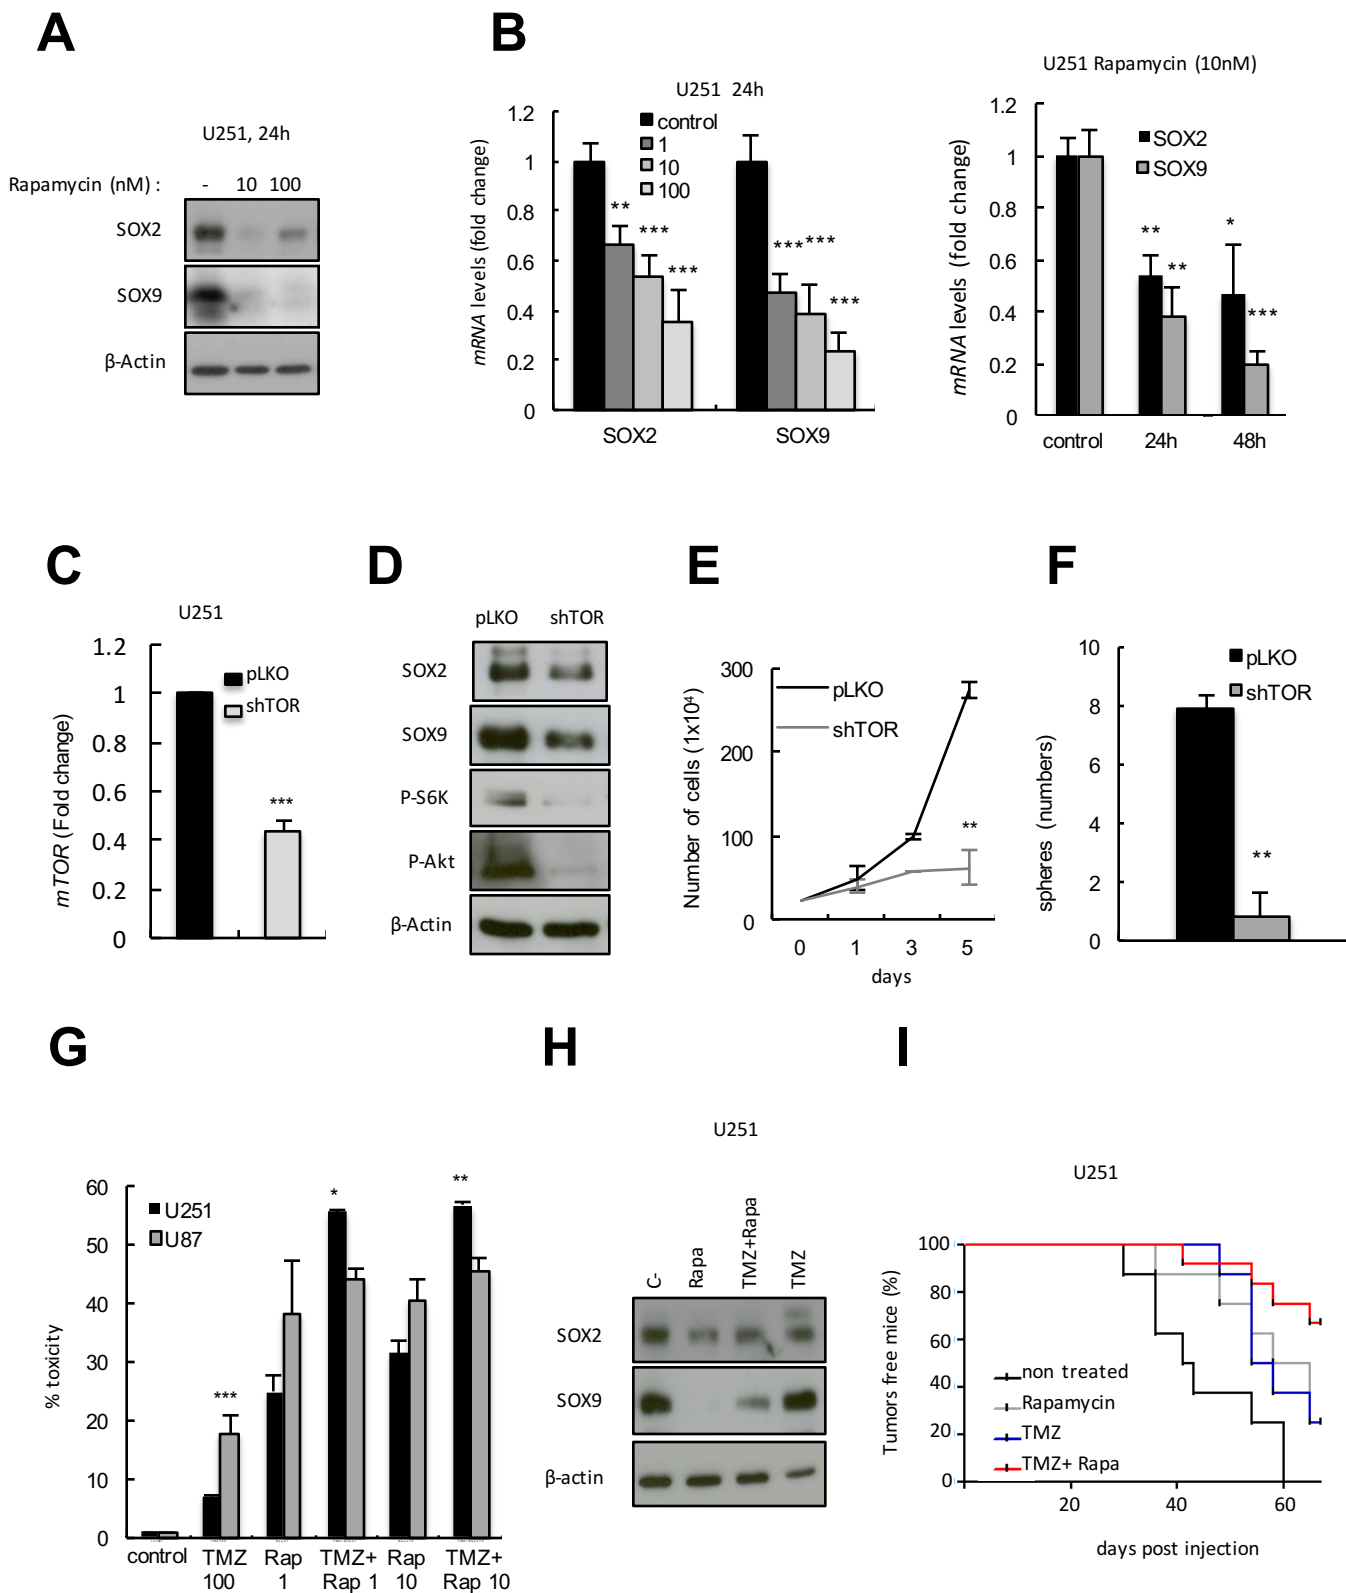 A
U251, 24h
Rapamycin (nM) : - 10 100
SOX2
SOX9
β-Actin
B
U251 24h
mRNA levels (fold change)
1.2
1
0.8
0.6
0.4
0.2
0
control
1
10
100
** *** ***
*** *** ***
SOX2 SOX9
U251 Rapamycin (10nM)
mRNA levels (fold change)
1.2
1
0.8
0.6
0.4
0.2
0
SOX2
SOX9
** ** * ***
control 24h 48h
C
U251
mTOR (Fold change)
1.2
1
0.8
0.6
0.4
0.2
0
pLKO
shTOR
***
D
pLKO shTOR
SOX2
SOX9
P-S6K
P-Akt
β-Actin
E
Number of cells (1x10⁴)
300
200
100
0
pLKO
shTOR
**
0 1 3 5
days
F
spheres (numbers)
10
8
6
4
2
0
pLKO
shTOR
**
G
% toxicity
60
50
40
30
20
10
0
U251
U87
*** * **
control TMZ Rap TMZ+ Rap TMZ+
100 1 Rap 1 10 Rap 10
H
U251
C- Rapa TMZ+Rapa TMZ
SOX2
SOX9
β-actin
I
U251
Tumors free mice (%)
100
80
60
40
20
0
non treated
Rapamycin
TMZ
TMZ+ Rapa
20 40 60
days post injection